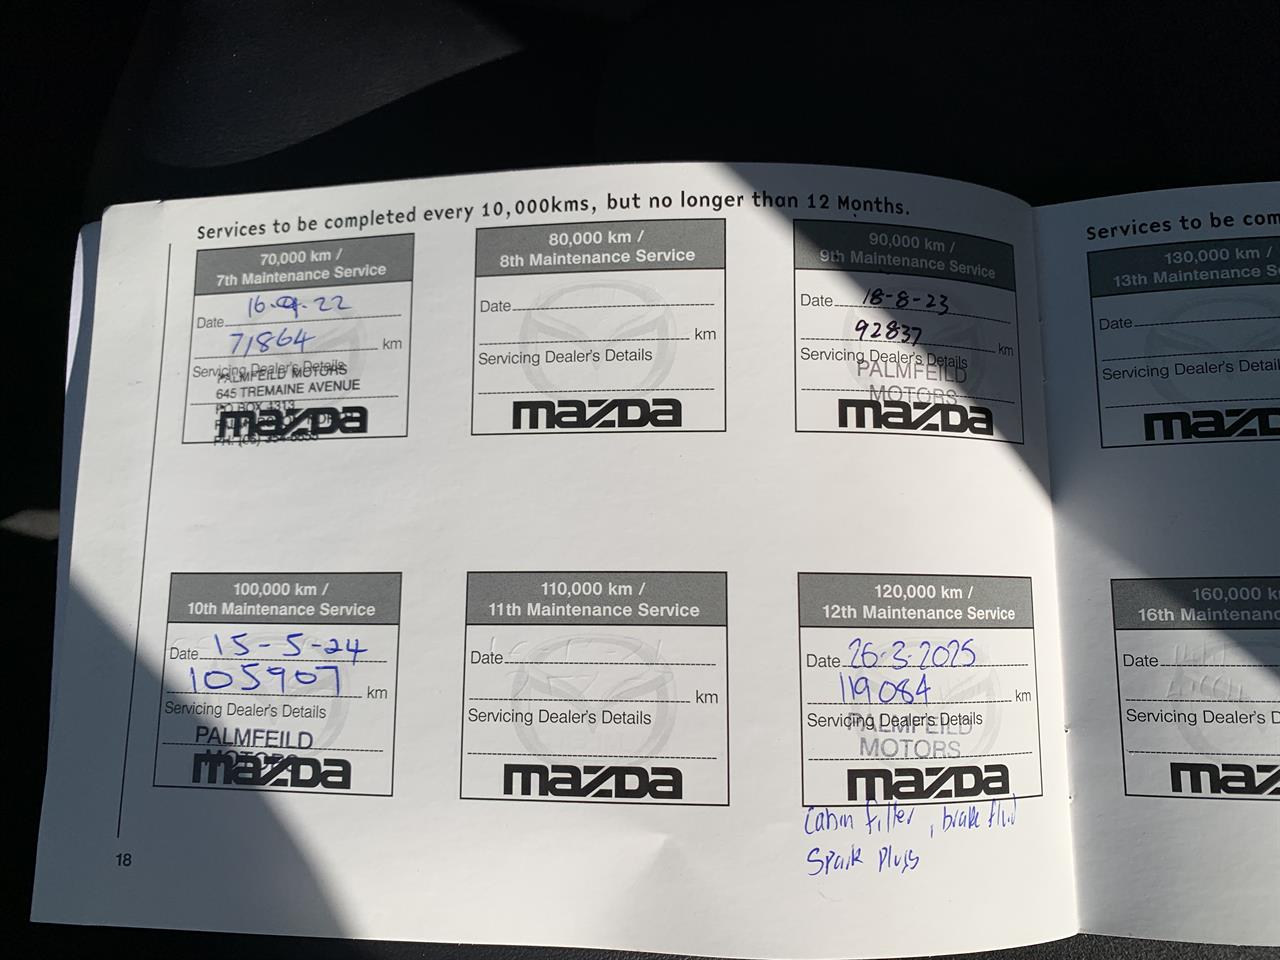 Services to be completed every 10,000kms, but no longer than 12 Months.
70,000 km /
7th Maintenance Service
Date
71864 km
Servicing Dealer's Details
PALMFEILD MOTORS
645 TREMAINE AVENUE
PO BOX 4313
mazda
80,000 km /
8th Maintenance Service
Date
km
Servicing Dealer's Details
mazda
90,000 km /
9th Maintenance Service
Date 18-8-23
92837 km
Servicing Dealer's Details
PALMFEILD
MOTORS
mazda
100,000 km /
10th Maintenance Service
Date 15-5-24
105907 km
Servicing Dealer's Details
PALMFEILD
MOTORS
mazda
110,000 km /
11th Maintenance Service
Date
km
Servicing Dealer's Details
mazda
120,000 km /
12th Maintenance Service
Date 26-3-2025
119084 km
Servicing Dealer's Details
PALMFEILD
MOTORS
mazda
Cabin filter, brake fluid
Spark plugs
18
Services to be com
130,000 km /
13th Maintenance S
Date
Servicing Dealer's Detai
maz
160,000 k
16th Maintenanc
Date
Servicing Dealer's D
maz